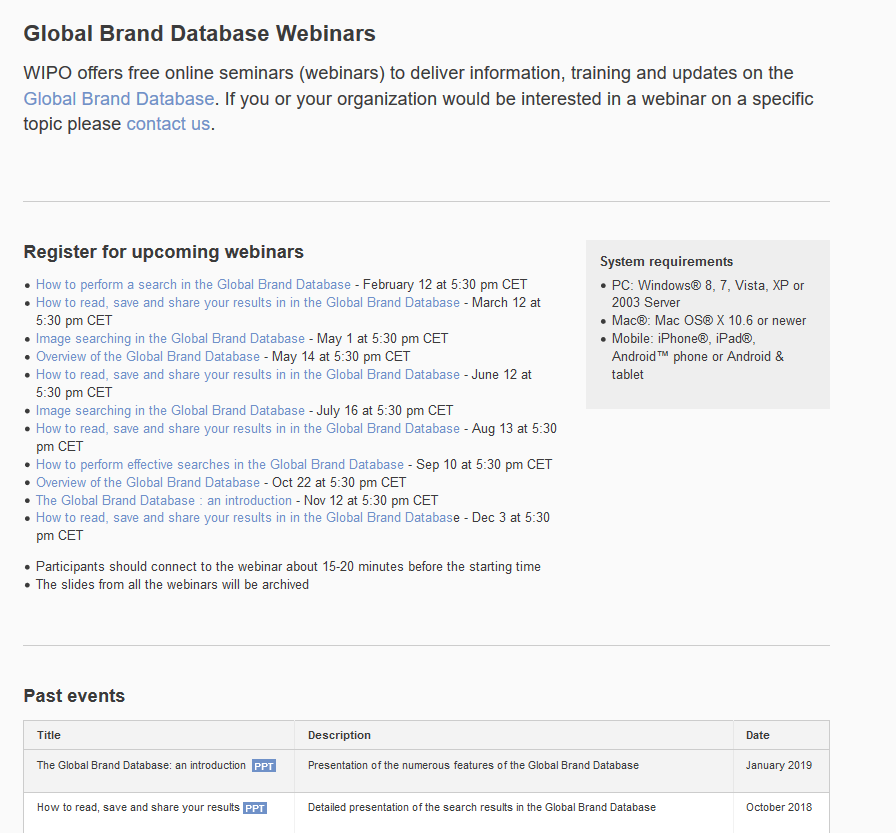 Global Brand Database Webinars
WIPO offers free online seminars (webinars) to deliver information, training and updates on the
Global Brand Database. If you or your organization would be interested in a webinar on a specific
topic please contact us.
Register for upcoming webinars
How to perform a search in the Global Brand Database - February 12 at 5:30 pm CET
How to read, save and share your results in in the Global Brand Database - March 12 at
5:30 pm CET
Image searching in the Global Brand Database - May 1 at 5:30 pm CET
Overview of the Global Brand Database - May 14 at 5:30 pm CET
How to read, save and share your results in in the Global Brand Database - June 12 at
5:30 pm CET
Image searching in the Global Brand Database - July 16 at 5:30 pm CET
How to read, save and share your results in in the Global Brand Database - Aug 13 at 5:30
pm CET
How to perform effective searches in the Global Brand Database - Sep 10 at 5:30 pm CET
Overview of the Global Brand Database - Oct 22 at 5:30 pm CET
The Global Brand Database : an introduction - Nov 12 at 5:30 pm CET
How to read, save and share your results in in the Global Brand Database - Dec 3 at 5:30
pm CET
Participants should connect to the webinar about 15-20 minutes before the starting time
The slides from all the webinars will be archived
System requirements
PC: Windows® 8, 7, Vista, XP or
2003 Server
Mac®: Mac OS® X 10.6 or newer
Mobile: iPhone®, iPad®,
Android™ phone or Android &
tablet
Past events
Title Description Date
The Global Brand Database: an introduction PPT Presentation of the numerous features of the Global Brand Database January 2019
How to read, save and share your results PPT Detailed presentation of the search results in the Global Brand Database October 2018